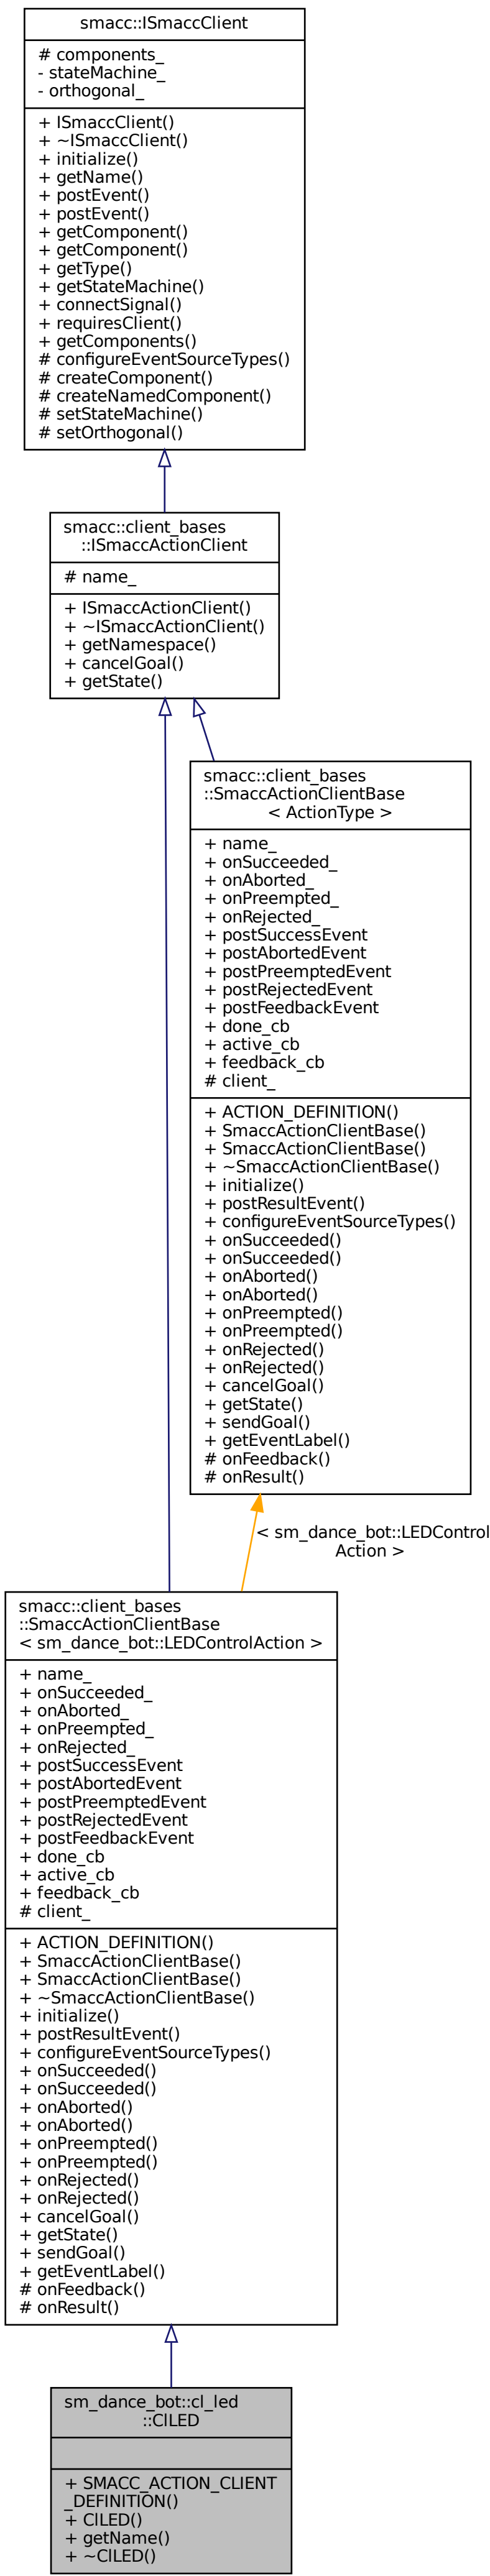 smacc::ISmaccClient
# components_
- stateMachine_
- orthogonal_
+ ISmaccClient()
+ ~ISmaccClient()
+ initialize()
+ getName()
+ postEvent()
+ postEvent()
+ getComponent()
+ getComponent()
+ getType()
+ getStateMachine()
+ connectSignal()
+ requiresClient()
+ getComponents()
# configureEventSourceTypes()
# createComponent()
# createNamedComponent()
# setStateMachine()
# setOrthogonal()
smacc::client_bases
::ISmaccActionClient
# name_
+ ISmaccActionClient()
+ ~ISmaccActionClient()
+ getNamespace()
+ cancelGoal()
+ getState()
smacc::client_bases
::SmaccActionClientBase
< ActionType >
+ name_
+ onSucceeded_
+ onAborted_
+ onPreempted_
+ onRejected_
+ postSuccessEvent
+ postAbortedEvent
+ postPreemptedEvent
+ postRejectedEvent
+ postFeedbackEvent
+ done_cb
+ active_cb
+ feedback_cb
# client_
+ ACTION_DEFINITION()
+ SmaccActionClientBase()
+ SmaccActionClientBase()
+ ~SmaccActionClientBase()
+ initialize()
+ postResultEvent()
+ configureEventSourceTypes()
+ onSucceeded()
+ onSucceeded()
+ onAborted()
+ onAborted()
+ onPreempted()
+ onPreempted()
+ onRejected()
+ onRejected()
+ cancelGoal()
+ getState()
+ sendGoal()
+ getEventLabel()
# onFeedback()
# onResult()
< sm_dance_bot::LEDControl
Action >
smacc::client_bases
::SmaccActionClientBase
< sm_dance_bot::LEDControlAction >
+ name_
+ onSucceeded_
+ onAborted_
+ onPreempted_
+ onRejected_
+ postSuccessEvent
+ postAbortedEvent
+ postPreemptedEvent
+ postRejectedEvent
+ postFeedbackEvent
+ done_cb
+ active_cb
+ feedback_cb
# client_
+ ACTION_DEFINITION()
+ SmaccActionClientBase()
+ SmaccActionClientBase()
+ ~SmaccActionClientBase()
+ initialize()
+ postResultEvent()
+ configureEventSourceTypes()
+ onSucceeded()
+ onSucceeded()
+ onAborted()
+ onAborted()
+ onPreempted()
+ onPreempted()
+ onRejected()
+ onRejected()
+ cancelGoal()
+ getState()
+ sendGoal()
+ getEventLabel()
# onFeedback()
# onResult()
sm_dance_bot::cl_led
::ClLED
+ SMACC_ACTION_CLIENT
_DEFINITION()
+ ClLED()
+ getName()
+ ~ClLED()